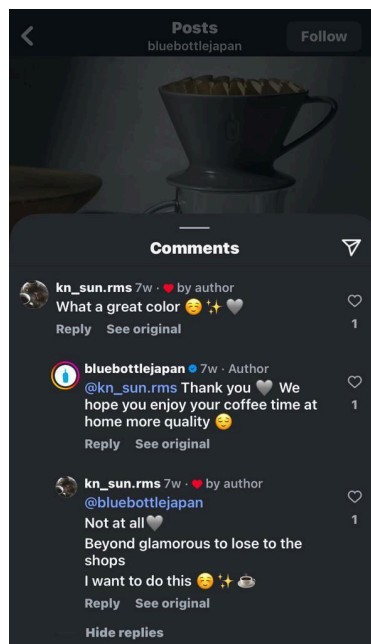 Posts
bluebottlejapan
Follow
Comments
kn_sun.rms 7w · ❤ by author
What a great color ☺️✨🩶
1
Reply See original
bluebottlejapan 7w · Author
@kn_sun.rms Thank you 🩶 We
hope you enjoy your coffee time at
home more quality 😌
1
Reply See original
kn_sun.rms 7w · ❤ by author
@bluebottlejapan
Not at all🩶
1
Beyond glamorous to lose to the
shops
I want to do this ☺️✨☕
Reply See original
Hide replies